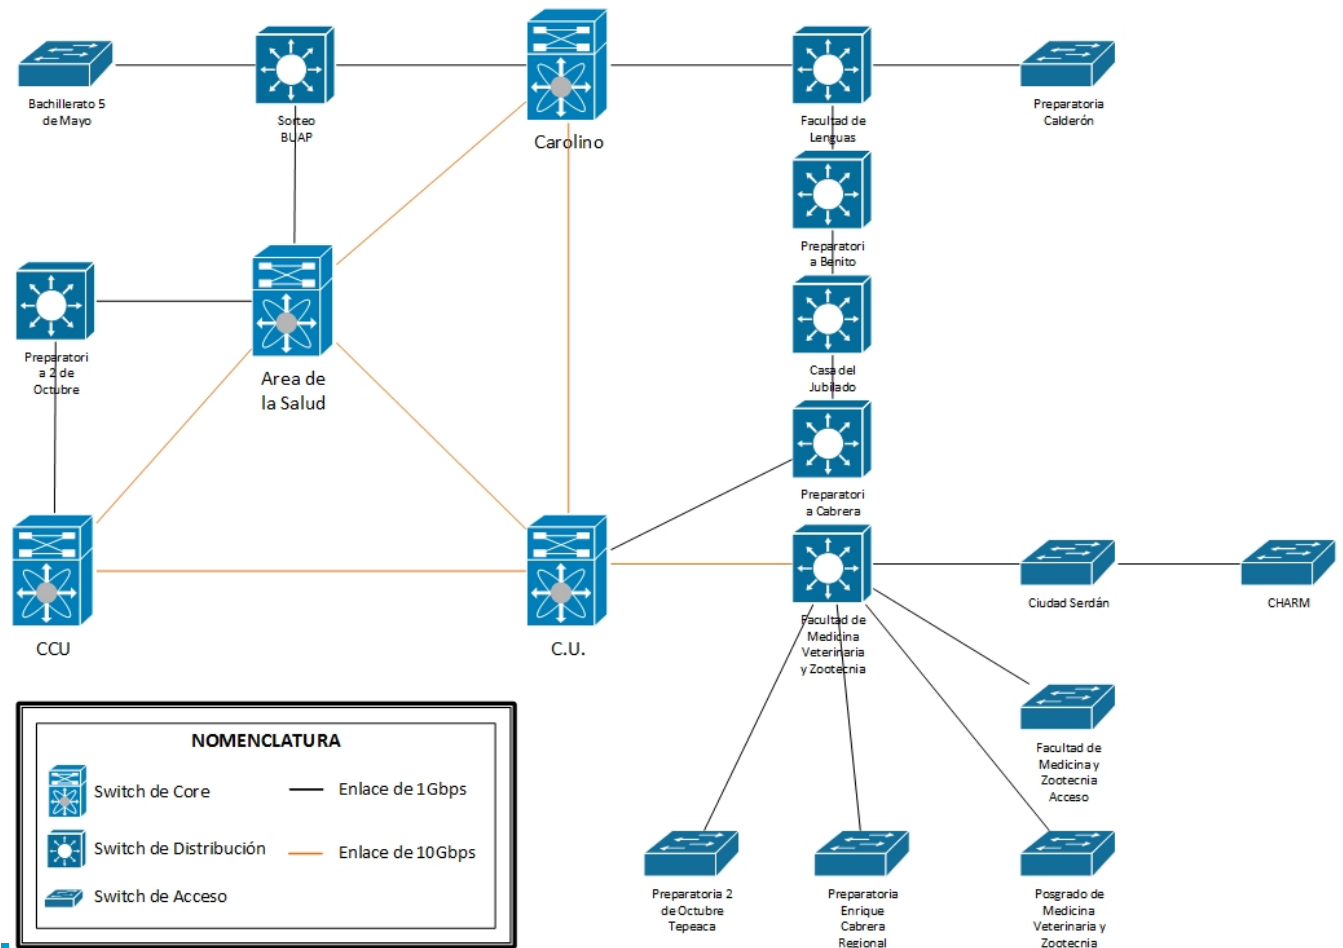 Bachillerato 5
de Mayo
Sorteo
BUAP
Carolino
Facultad de
Lenguas
Preparatoria
Calderón
Preparatori
a Benito
Preparatori
a 2 de
Octubre
Area de
la Salud
Casa del
Jubilado
Preparatori
a Cabrera
CCU
C.U.
Facultad de
Medicina
Veterinaria
y Zootecnia
Ciudad Serdán
CHARM
Facultad de
Medicina y
Zootecnia
Acceso
Preparatoria 2
de Octubre
Tepeaca
Preparatoria
Enrique
Cabrera
Regional
Posgrado de
Medicina
Veterinaria y
Zootecnia
NOMENCLATURA
Switch de Core
Enlace de 1Gbps
Switch de Distribución
Enlace de 10Gbps
Switch de Acceso